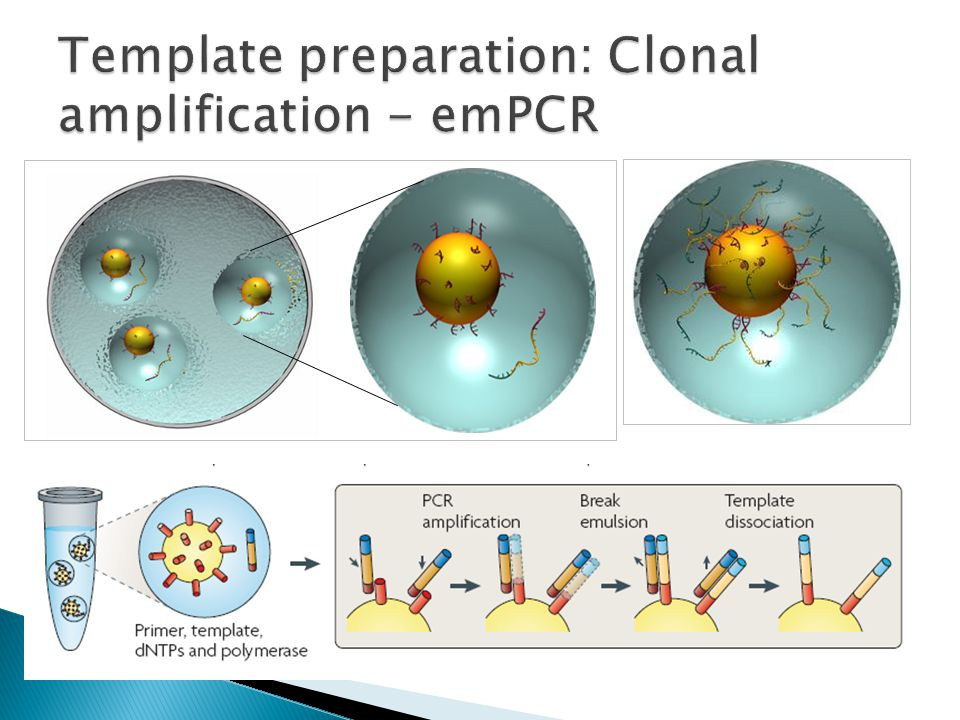 Template preparation: Clonal
amplification - emPCR
Primer, template,
dNTPs and polymerase
PCR
amplification
Break
emulsion
Template
dissociation